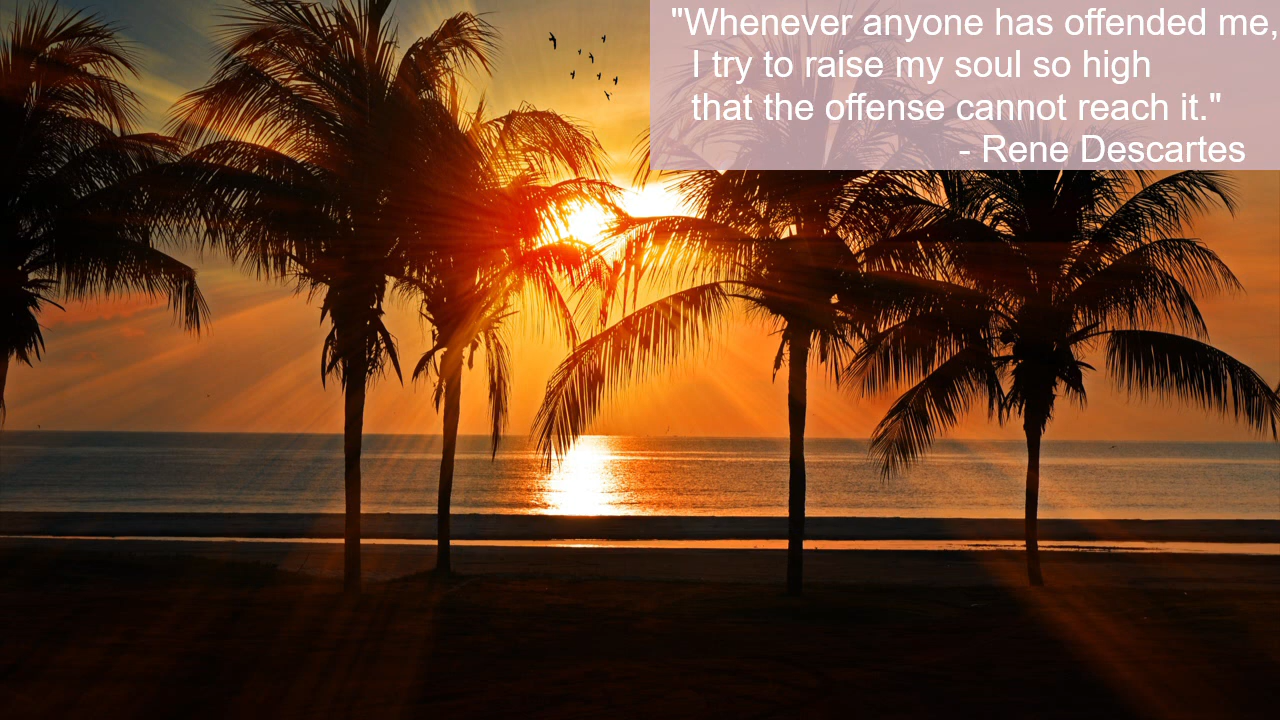 "Whenever anyone has offended me,
I try to raise my soul so high
that the offense cannot reach it."
- Rene Descartes